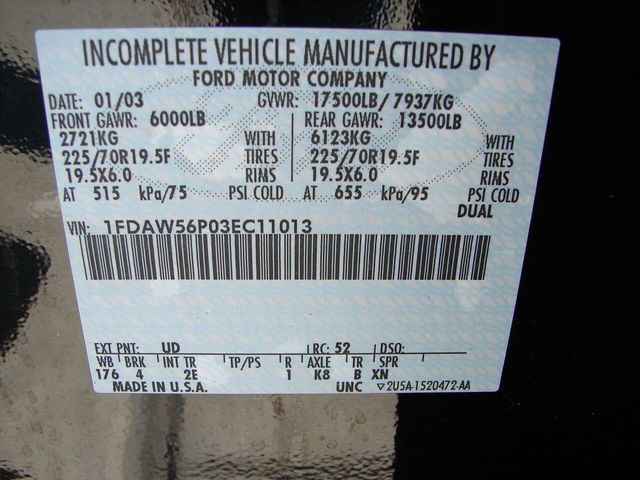 INCOMPLETE VEHICLE MANUFACTURED BY
FORD MOTOR COMPANY
DATE: 01/03 GVWR: 17500LB/ 7937KG
FRONT GAWR: 6000LB REAR GAWR: 13500LB
2721KG WITH 6123KG WITH
225/70R19.5F TIRES 225/70R19.5F TIRES
19.5X6.0 RIMS 19.5X6.0 RIMS
AT 515 kPa/75 PSI COLD AT 655 kPa/95 PSI COLD
DUAL
VIN: 1FDAW56P03EC11013
EXT PNT: UD RC: 52 DSO:
WB BRK INT TR TP/PS R AXLE TR SPR
176 4 2E 1 K8 B XN
MADE IN U.S.A. UNC ▽2U5A-1520472-AA